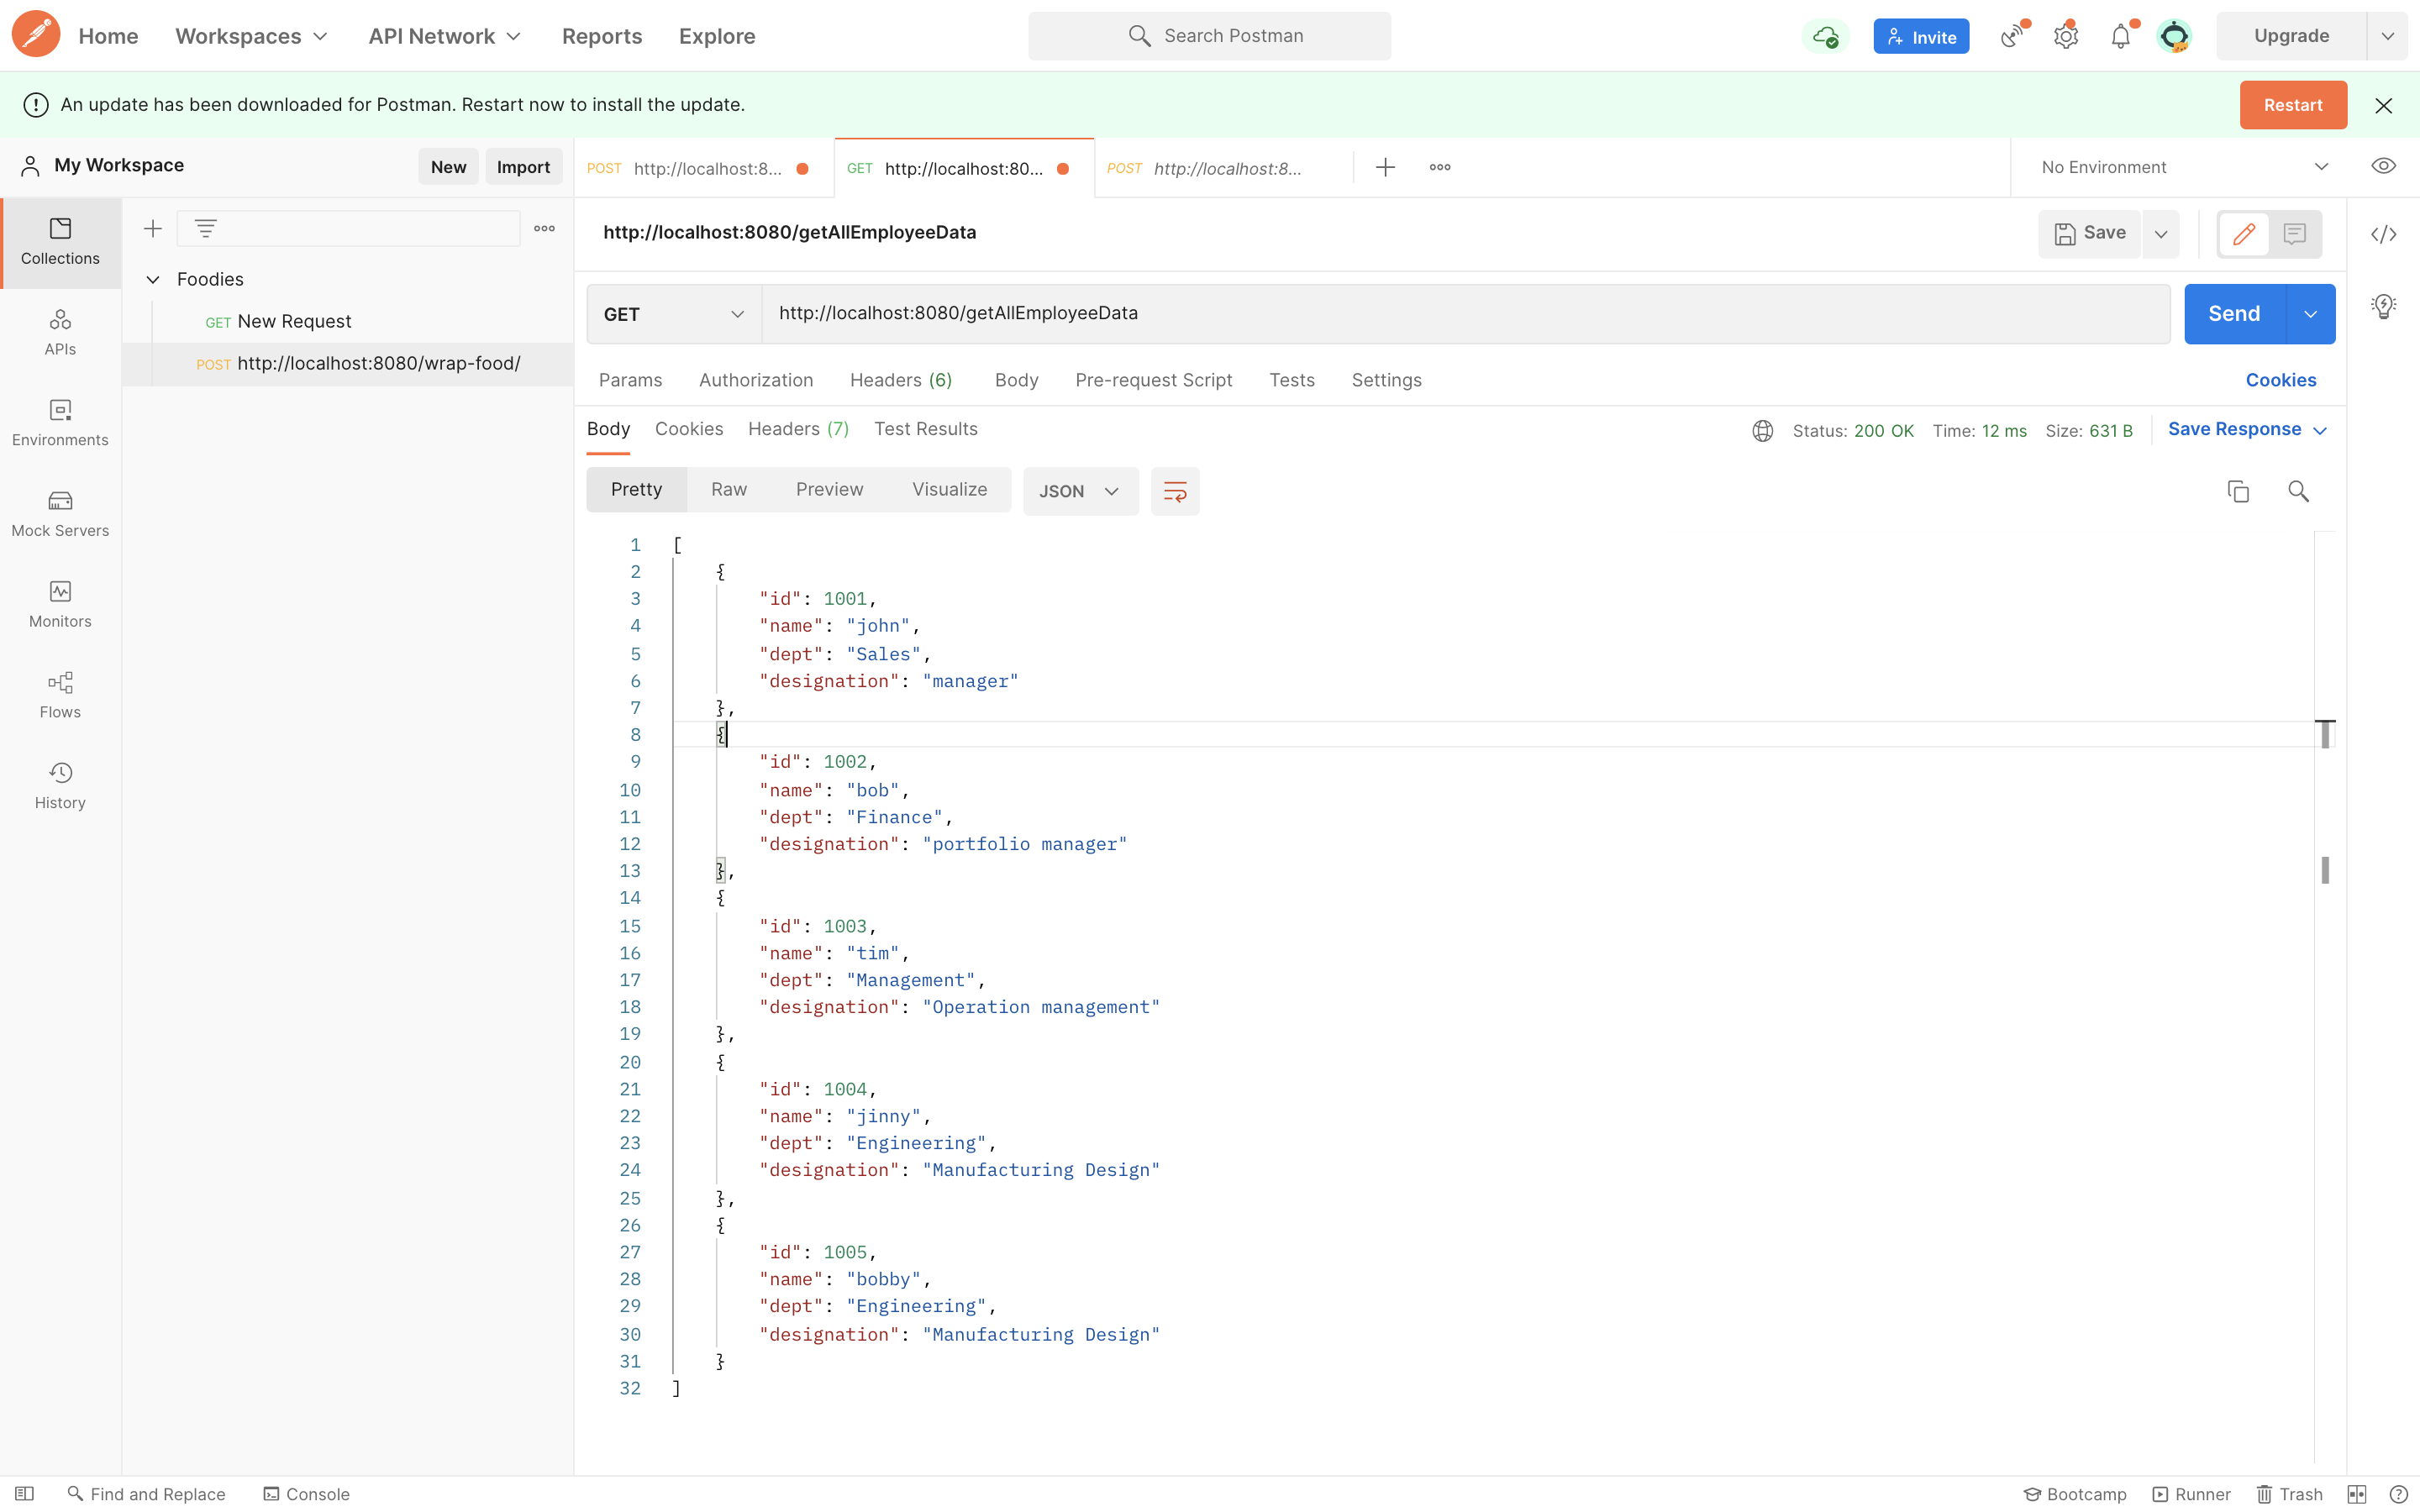 Home Workspaces API Network Reports Explore Search Postman Invite Upgrade
An update has been downloaded for Postman. Restart now to install the update. Restart
My Workspace New Import POST http://localhost:8... GET http://localhost:80... POST http://localhost:8... No Environment
Collections
APIs
Environments
Mock Servers
Monitors
Flows
History
Foodies
GET New Request
POST http://localhost:8080/wrap-food/
http://localhost:8080/getAllEmployeeData Save
GET http://localhost:8080/getAllEmployeeData Send
Params Authorization Headers (6) Body Pre-request Script Tests Settings Cookies
Body Cookies Headers (7) Test Results Status: 200 OK Time: 12 ms Size: 631 B Save Response
Pretty Raw Preview Visualize JSON
1 [
2 {
3 "id": 1001,
4 "name": "john",
5 "dept": "Sales",
6 "designation": "manager"
7 },
8 {
9 "id": 1002,
10 "name": "bob",
11 "dept": "Finance",
12 "designation": "portfolio manager"
13 },
14 {
15 "id": 1003,
16 "name": "tim",
17 "dept": "Management",
18 "designation": "Operation management"
19 },
20 {
21 "id": 1004,
22 "name": "jinny",
23 "dept": "Engineering",
24 "designation": "Manufacturing Design"
25 },
26 {
27 "id": 1005,
28 "name": "bobby",
29 "dept": "Engineering",
30 "designation": "Manufacturing Design"
31 }
32 ]
Find and Replace Console Bootcamp Runner Trash